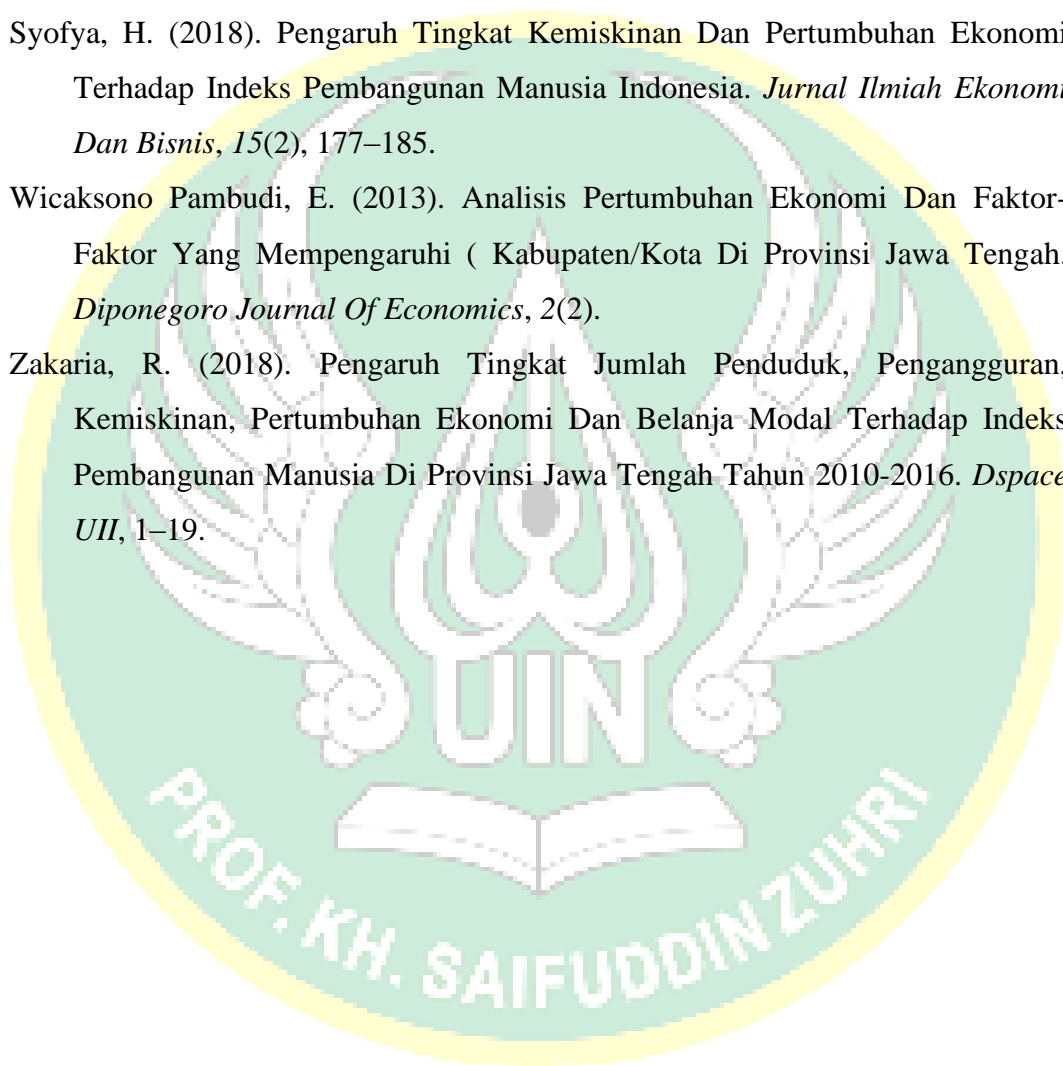 Syofya, H. (2018). Pengaruh Tingkat Kemiskinan Dan Pertumbuhan Ekonomi
Terhadap Indeks Pembangunan Manusia Indonesia. Jurnal Ilmiah Ekonomi
Dan Bisnis, 15(2), 177–185.
Wicaksono Pambudi, E. (2013). Analisis Pertumbuhan Ekonomi Dan Faktor-
Faktor Yang Mempengaruhi ( Kabupaten/Kota Di Provinsi Jawa Tengah.
Diponegoro Journal Of Economics, 2(2).
Zakaria, R. (2018). Pengaruh Tingkat Jumlah Penduduk, Pengangguran,
Kemiskinan, Pertumbuhan Ekonomi Dan Belanja Modal Terhadap Indeks
Pembangunan Manusia Di Provinsi Jawa Tengah Tahun 2010-2016. Dspace
UII, 1–19.
UIN
PROF. KH. SAIFUDDIN ZUHRI